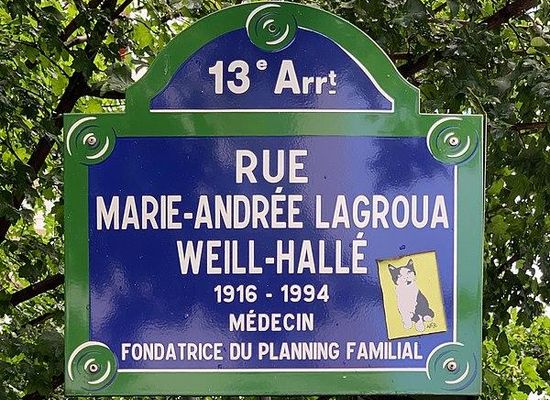 13e Arrt
RUE
MARIE-ANDRÉE LAGROUA
WEILL-HALLÉ
1916 - 1994
MÉDECIN
FONDATRICE DU PLANNING FAMILIAL